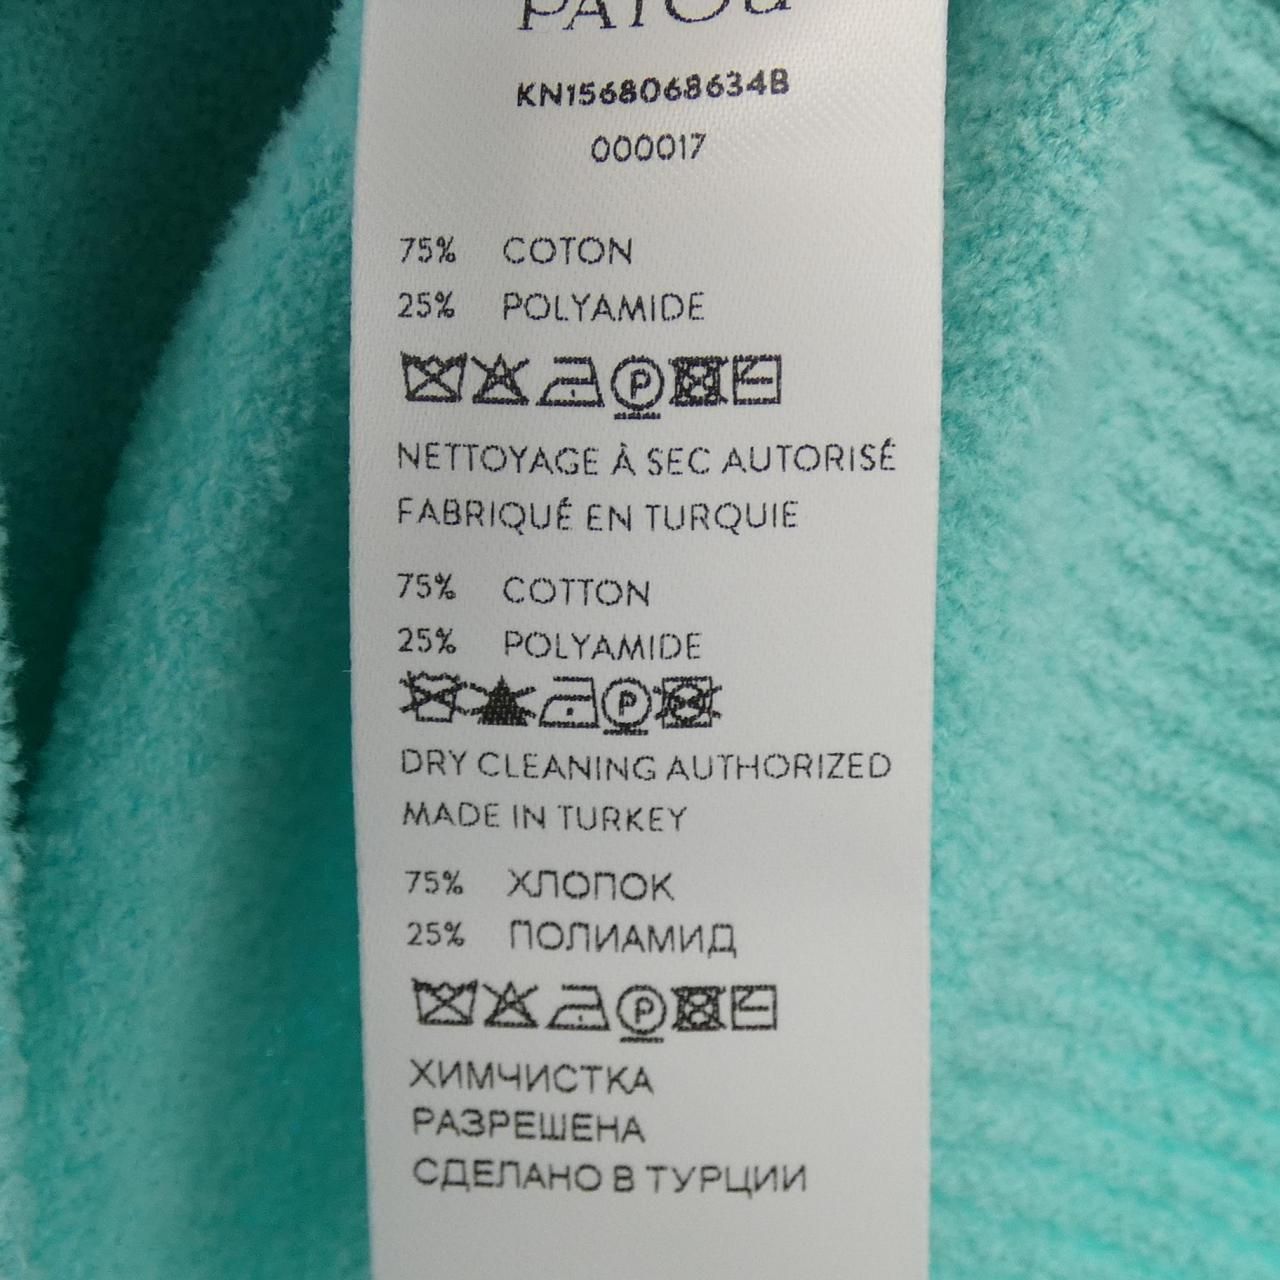 PATOU
KN1568068634B
000017
75% COTON
25% POLYAMIDE
P
NETTOYAGE À SEC AUTORISÉ
FABRIQUÉ EN TURQUIE
75% COTTON
25% POLYAMIDE
P
DRY CLEANING AUTHORIZED
MADE IN TURKEY
75% ХЛОПОК
25% ПОЛИАМИД
P
ХИМЧИСТКА
РАЗРЕШЕНА
СДЕЛАНО В ТУРЦИИ